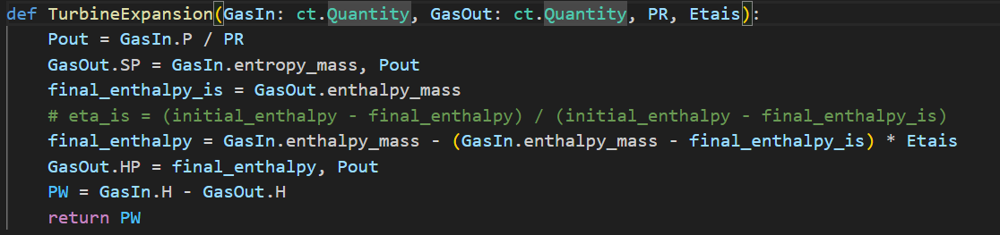 def TurbineExpansion(GasIn: ct.Quantity, GasOut: ct.Quantity, PR, Etais):
    Pout = GasIn.P / PR
    GasOut.SP = GasIn.entropy_mass, Pout
    final_enthalpy_is = GasOut.enthalpy_mass
    # eta_is = (initial_enthalpy - final_enthalpy) / (initial_enthalpy - final_enthalpy_is)
    final_enthalpy = GasIn.enthalpy_mass - (GasIn.enthalpy_mass - final_enthalpy_is) * Etais
    GasOut.HP = final_enthalpy, Pout
    PW = GasIn.H - GasOut.H
    return PW